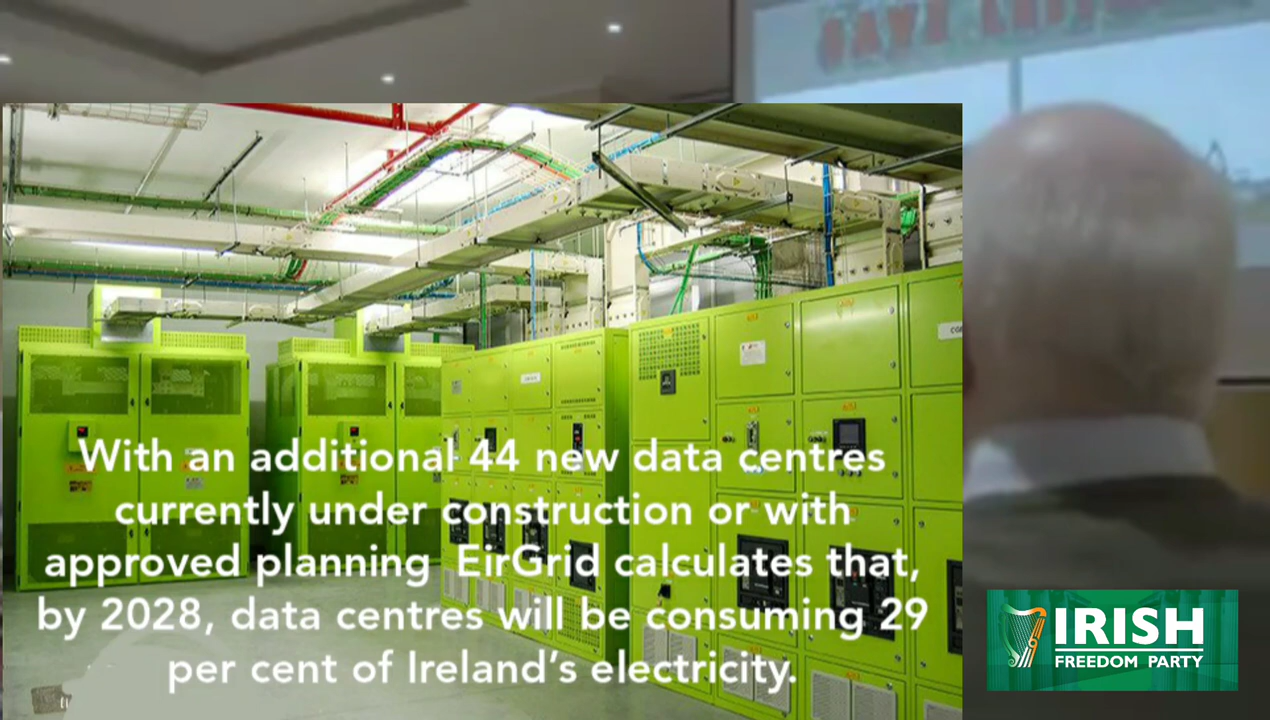 With an additional 44 new data centres
currently under construction or with
approved planning EirGrid calculates that,
by 2028, data centres will be consuming 29
per cent of Ireland's electricity.
IRISH
FREEDOM PARTY